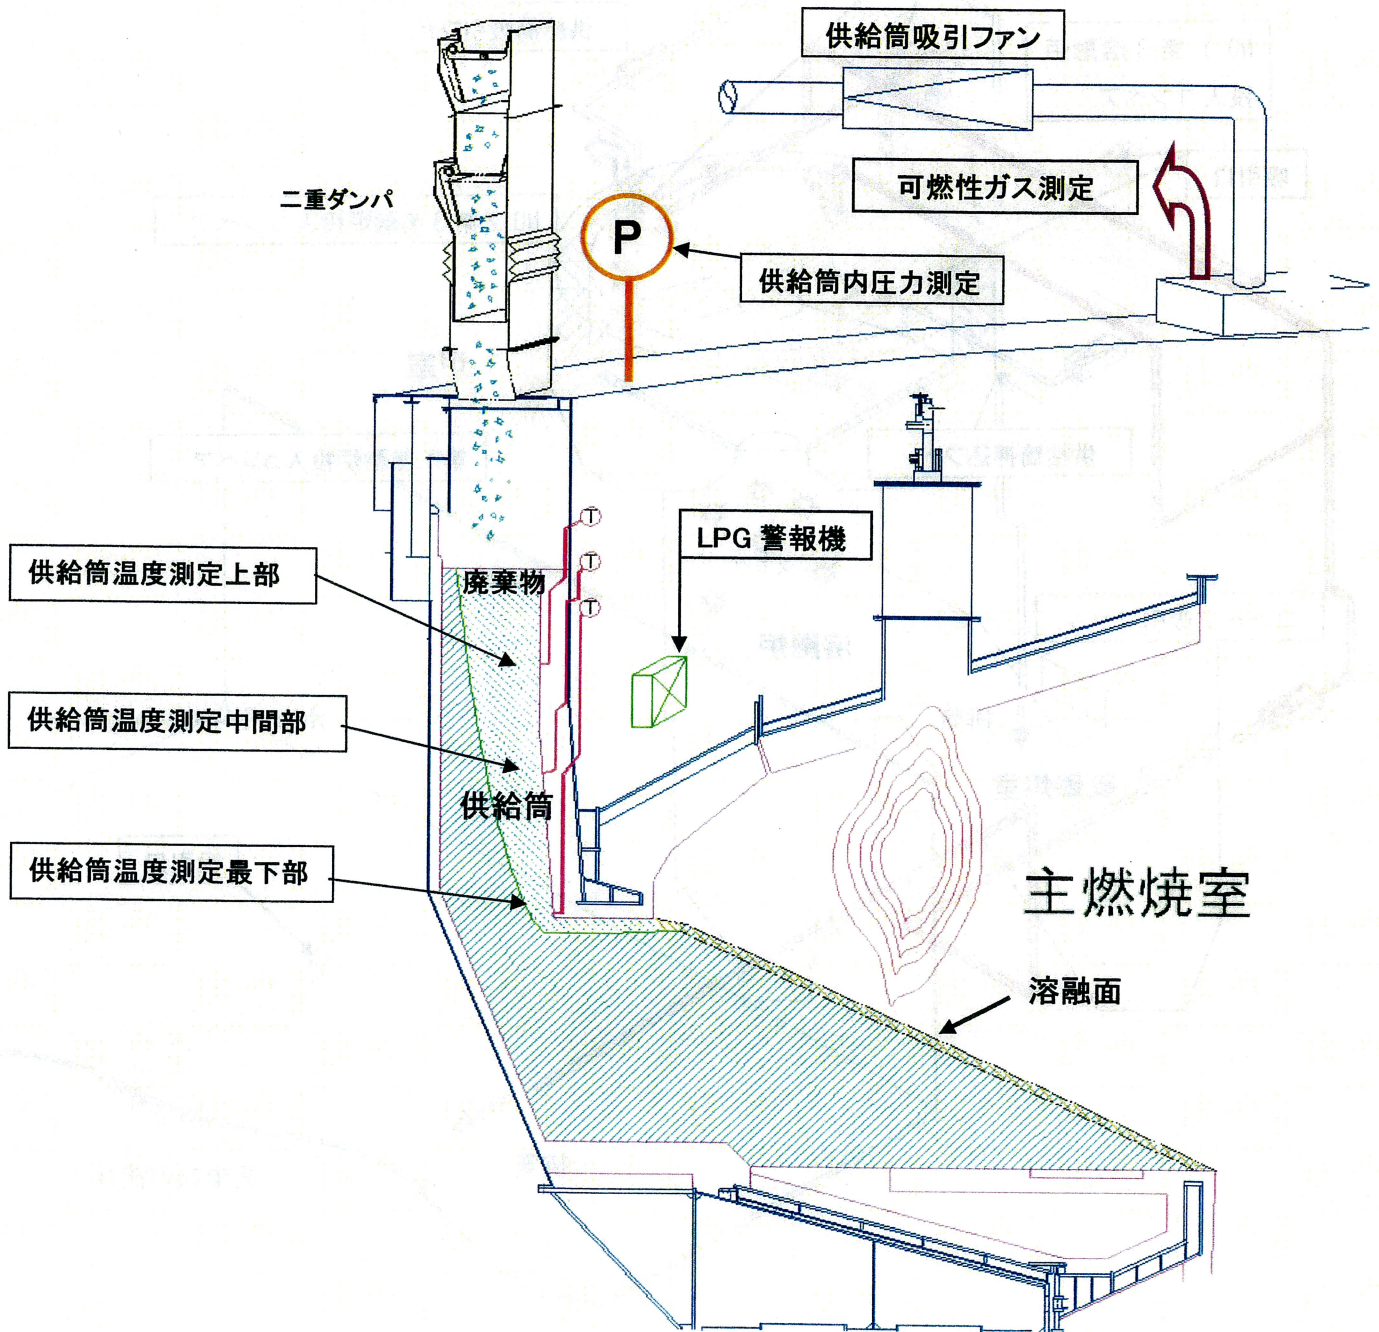 供給筒吸引ファン
可燃性ガス測定
二重ダンパ
P
供給筒内圧力測定
T
LPG 警報機
T
供給筒温度測定上部
廃棄物
T
供給筒温度測定中間部
供給筒
供給筒温度測定最下部
主燃焼室
溶融面